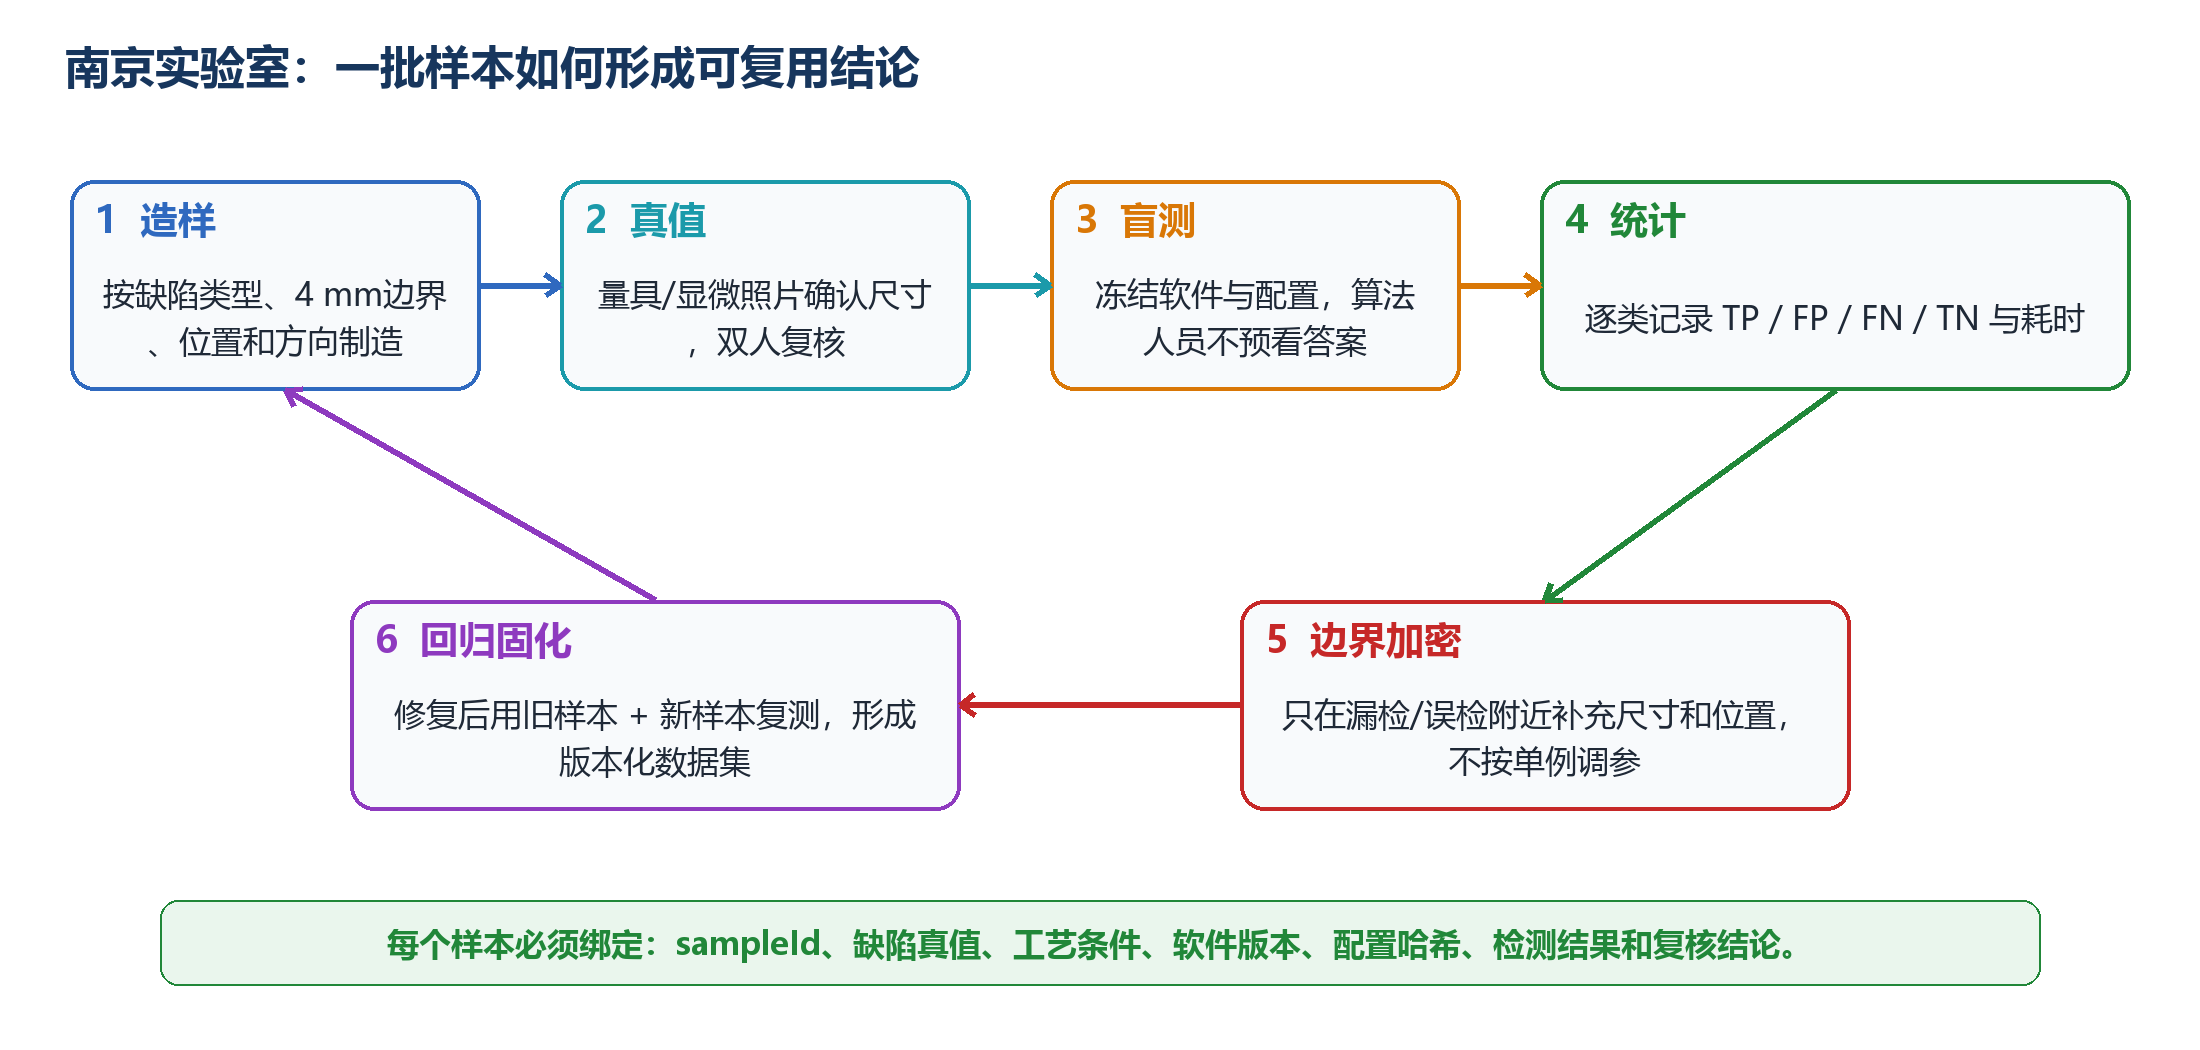 南京实验室：一批样本如何形成可复用结论
1 造样
按缺陷类型、4 mm边界
、位置和方向制造
2 真值
量具/显微照片确认尺寸
，双人复核
3 盲测
冻结软件与配置，算法
人员不预看答案
4 统计
逐类记录 TP / FP / FN / TN 与耗时
5 边界加密
只在漏检/误检附近补充尺寸和位置，
不按单例调参
6 回归固化
修复后用旧样本 + 新样本复测，形成
版本化数据集
每个样本必须绑定：sampleId、缺陷真值、工艺条件、软件版本、配置哈希、检测结果和复核结论。